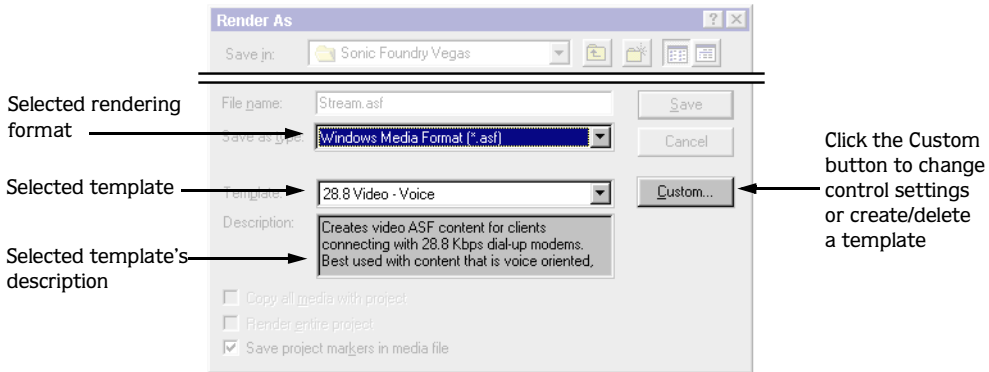 Render As
Save in: Sonic Foundry Vegas
Selected rendering
format
File name: Stream.asf Save
Save as type: Windows Media Format (*.asf) Cancel
Selected template
Template: 28.8 Video - Voice Custom...
Click the Custom
button to change
control settings
or create/delete
a template
Description: Creates video ASF content for clients
connecting with 28.8 Kbps dial-up modems.
Best used with content that is voice oriented,
Selected template's
description
Copy all media with project
Render entire project
Save project markers in media file